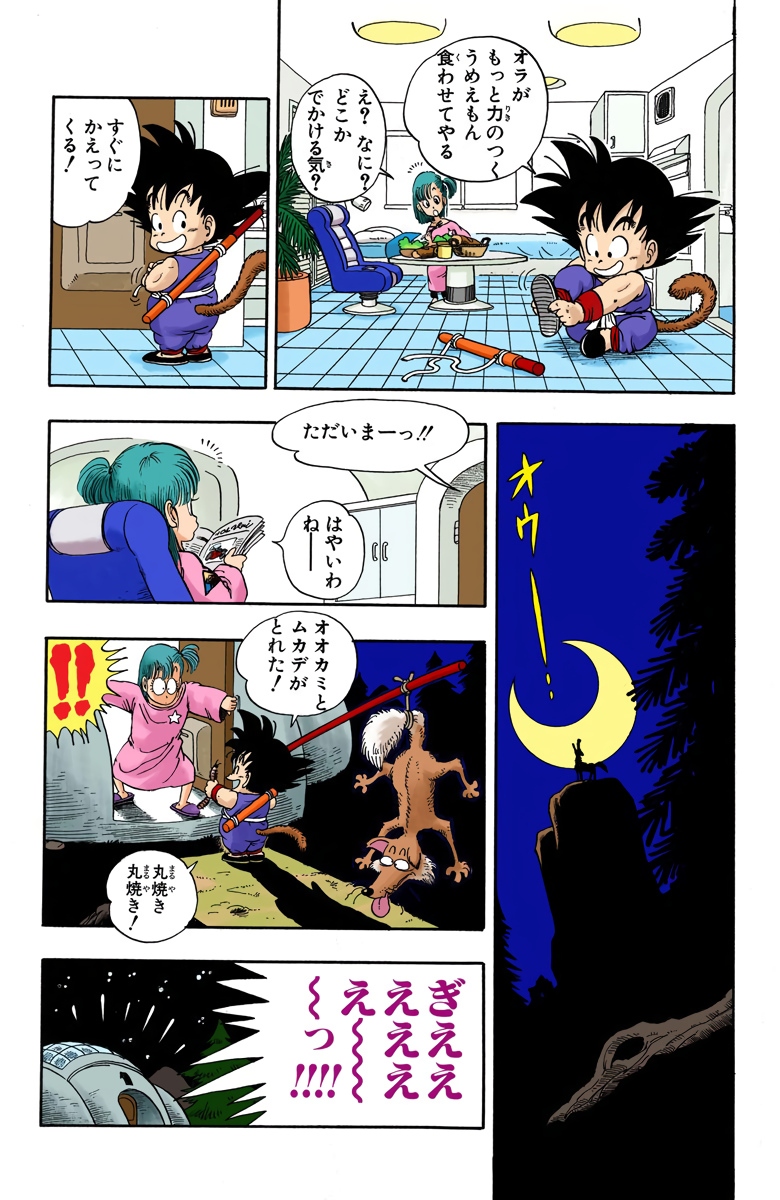 オラが
もっと力のつく
うめえもん
食わせてやる
え?なに?
どこか
でかける気?
すぐに
かえって
くる!
オウーー!!
ただいまーっ!!
はやいわ
ねー
オオカミと
ムカデが
とれた!
!!
丸焼き
丸焼き!
ぎええ
ええええ
え〜〜
〜っ!!!!